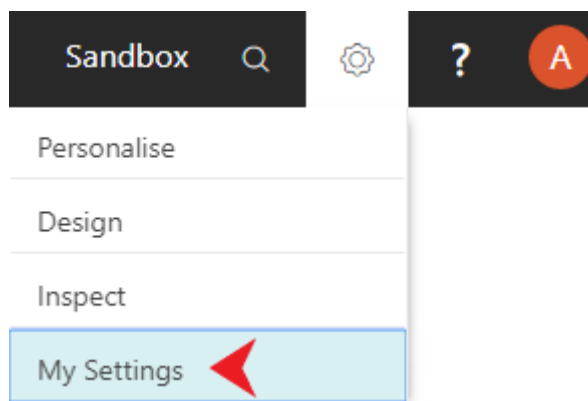 Sandbox ? A
Personalise
Design
Inspect
My Settings